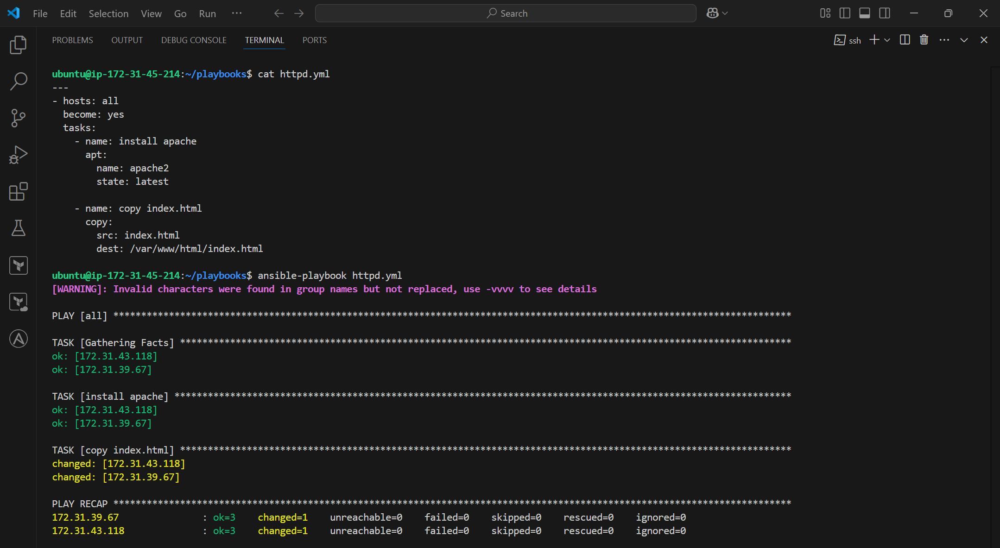 File Edit Selection View Go Run ··· Search
PROBLEMS OUTPUT DEBUG CONSOLE TERMINAL PORTS ssh
ubuntu@ip-172-31-45-214:~/playbooks$ cat httpd.yml
---
- hosts: all
  become: yes
  tasks:
    - name: install apache
      apt:
        name: apache2
        state: latest

    - name: copy index.html
      copy:
        src: index.html
        dest: /var/www/html/index.html

ubuntu@ip-172-31-45-214:~/playbooks$ ansible-playbook httpd.yml
[WARNING]: Invalid characters were found in group names but not replaced, use -vvvv to see details

PLAY [all] **************************************************************************************************************************

TASK [Gathering Facts] **************************************************************************************************************
ok: [172.31.43.118]
ok: [172.31.39.67]

TASK [install apache] ***************************************************************************************************************
ok: [172.31.43.118]
ok: [172.31.39.67]

TASK [copy index.html] **************************************************************************************************************
changed: [172.31.43.118]
changed: [172.31.39.67]

PLAY RECAP **************************************************************************************************************************
172.31.39.67               : ok=3    changed=1    unreachable=0    failed=0    skipped=0    rescued=0    ignored=0
172.31.43.118              : ok=3    changed=1    unreachable=0    failed=0    skipped=0    rescued=0    ignored=0